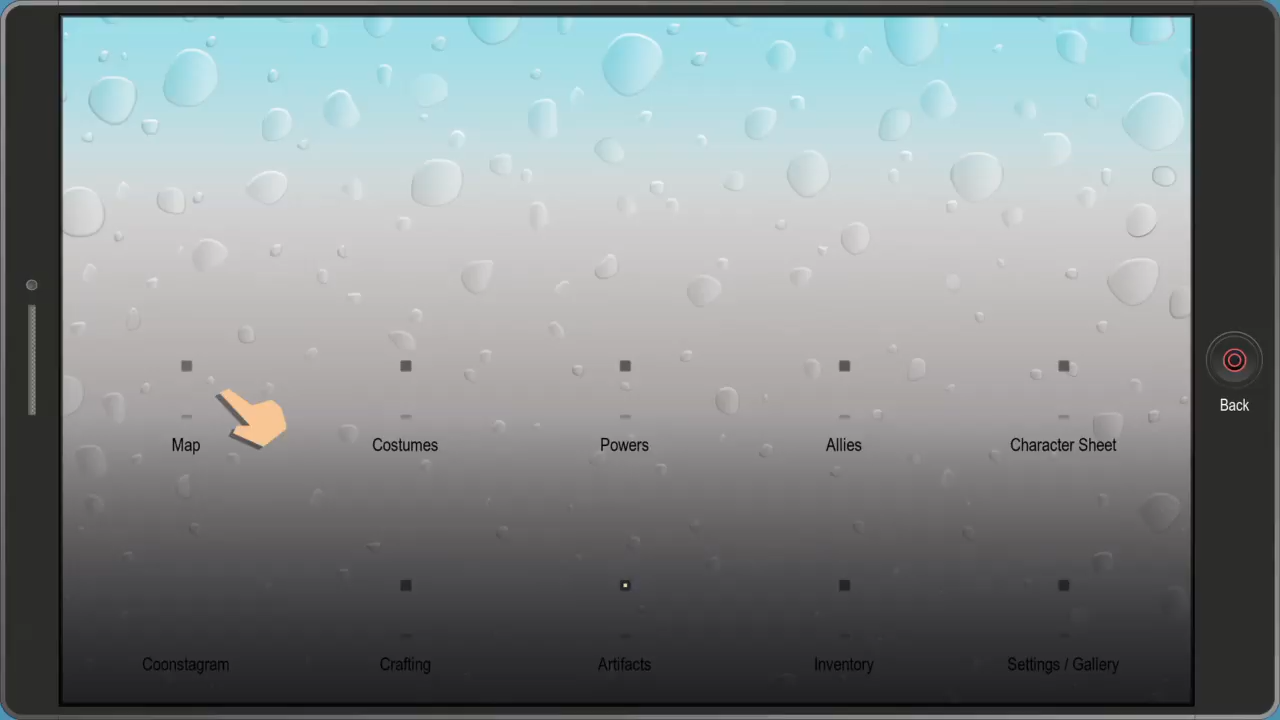 Map
Costumes
Powers
Allies
Character Sheet
Back
Coonstagram
Crafting
Artifacts
Inventory
Settings / Gallery